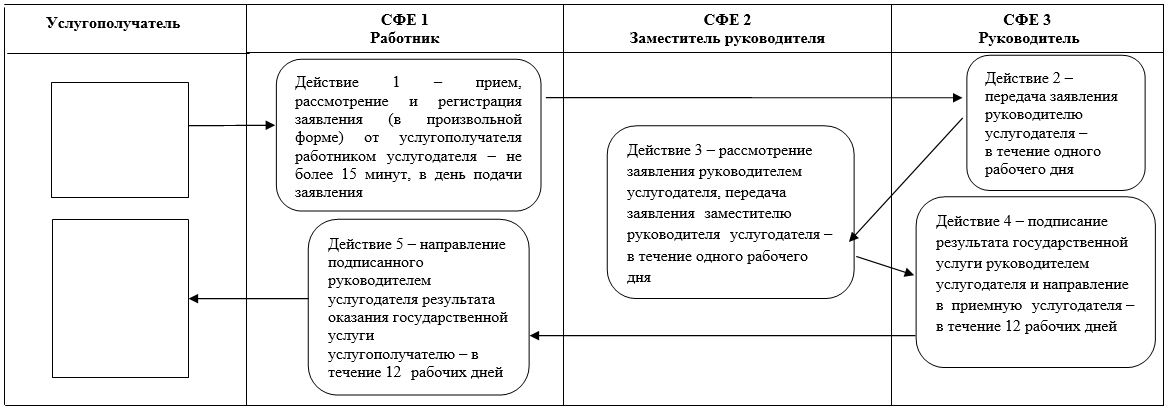 Услугополучатель
СФЕ 1
Работник
СФЕ 2
Заместитель руководителя
СФЕ 3
Руководитель
Действие 1 – прием,
рассмотрение и регистрация
заявления (в произвольной
форме) от услугополучателя
работником услугодателя – не
более 15 минут, в день подачи
заявления
Действие 2 –
передача заявления
руководителю
услугодателя –
в течение одного
рабочего дня
Действие 3 – рассмотрение
заявления руководителем
услугодателя, передача
заявления заместителю
руководителя услугодателя –
в течение одного рабочего
дня
Действие 4 – подписание
результата государственной
услуги руководителем
услугодателя и направление
в приемную услугодателя –
в течение 12 рабочих дней
Действие 5 – направление
подписанного
руководителем
услугодателя результата
оказания государственной
услуги
услугополучателю – в
течение 12 рабочих дней